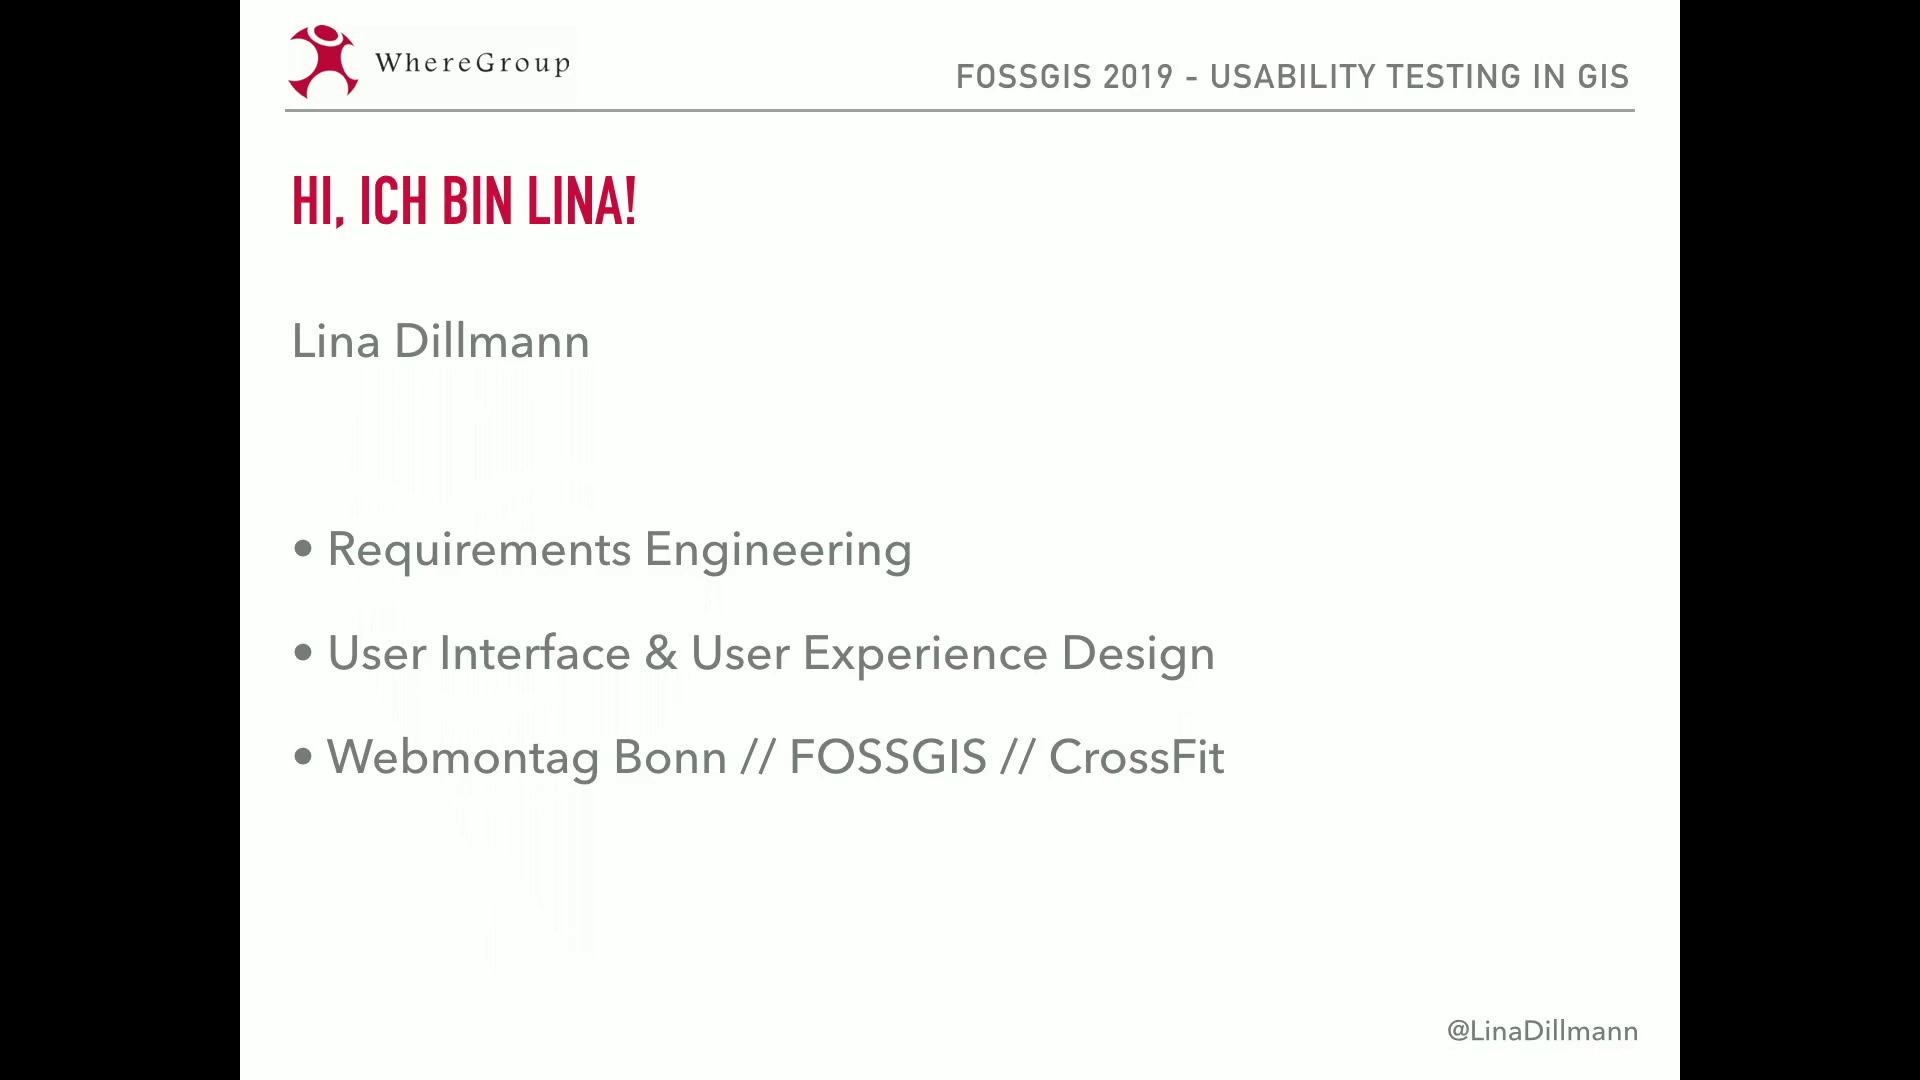 WhereGroup
FOSSGIS 2019 - USABILITY TESTING IN GIS
HI, ICH BIN LINA!
Lina Dillmann
• Requirements Engineering
• User Interface & User Experience Design
• Webmontag Bonn // FOSSGIS // CrossFit
@LinaDillmann